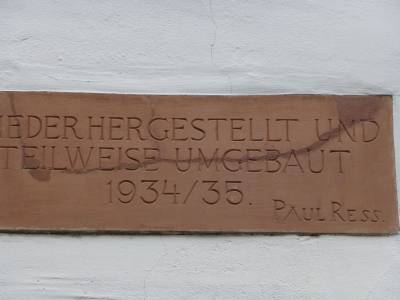 IEDERHERGESTELLT UND
TEILWEISE UMGEBAUT
1934/35.
PAUL RESS.